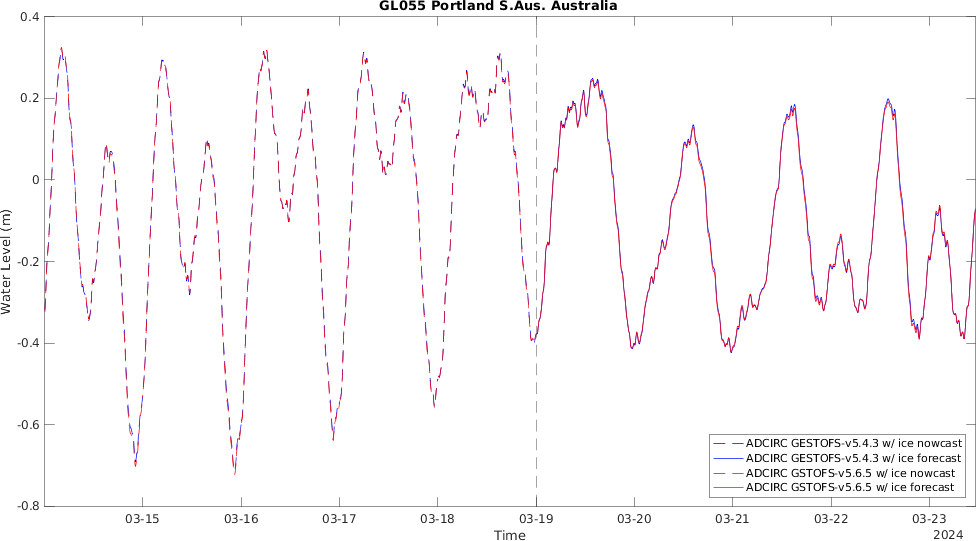 GL055 Portland S.Aus. Australia
0.4
0.2
0
-0.2
-0.4
-0.6
-0.8
Water Level (m)
03-15
03-16
03-17
03-18
03-19
03-20
03-21
03-22
03-23
Time
2024
ADCIRC GESTOFS-v5.4.3 w/ ice nowcast
ADCIRC GESTOFS-v5.4.3 w/ ice forecast
ADCIRC GSTOFS-v5.6.5 w/ ice nowcast
ADCIRC GSTOFS-v5.6.5 w/ ice forecast